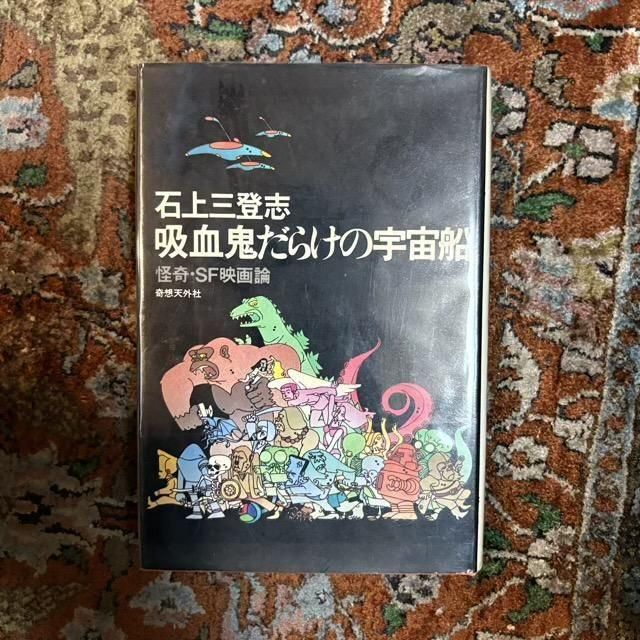 石上三登志
吸血鬼だらけの宇宙船
怪奇・SF映画論
奇想天外社